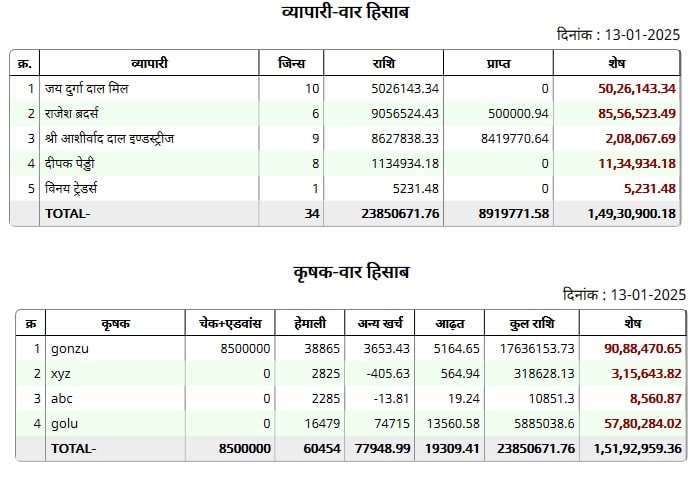 व्यापारी-वार हिसाब
दिनांक : 13-01-2025
क्र. व्यापारी जिन्स राशि प्राप्त शेष
1 जय दुर्गा दाल मिल 10 5026143.34 0 50,26,143.34
2 राजेश ब्रदर्स 6 9056524.43 500000.94 85,56,523.49
3 श्री आशीर्वाद दाल इण्डस्ट्रीज 9 8627838.33 8419770.64 2,08,067.69
4 दीपक पेड्डी 8 1134934.18 0 11,34,934.18
5 विनय ट्रेडर्स 1 5231.48 0 5,231.48
TOTAL- 34 23850671.76 8919771.58 1,49,30,900.18
कृषक-वार हिसाब
दिनांक : 13-01-2025
क्र कृषक चेक+एडवांस हेमाली अन्य खर्च आढ़त कुल राशि शेष
1 gonzu 8500000 38865 3653.43 5164.65 17636153.73 90,88,470.65
2 xyz 0 2825 -405.63 564.94 318628.13 3,15,643.82
3 abc 0 2285 -13.81 19.24 10851.3 8,560.87
4 golu 0 16479 74715 13560.58 5885038.6 57,80,284.02
TOTAL- 8500000 60454 77948.99 19309.41 23850671.76 1,51,92,959.36